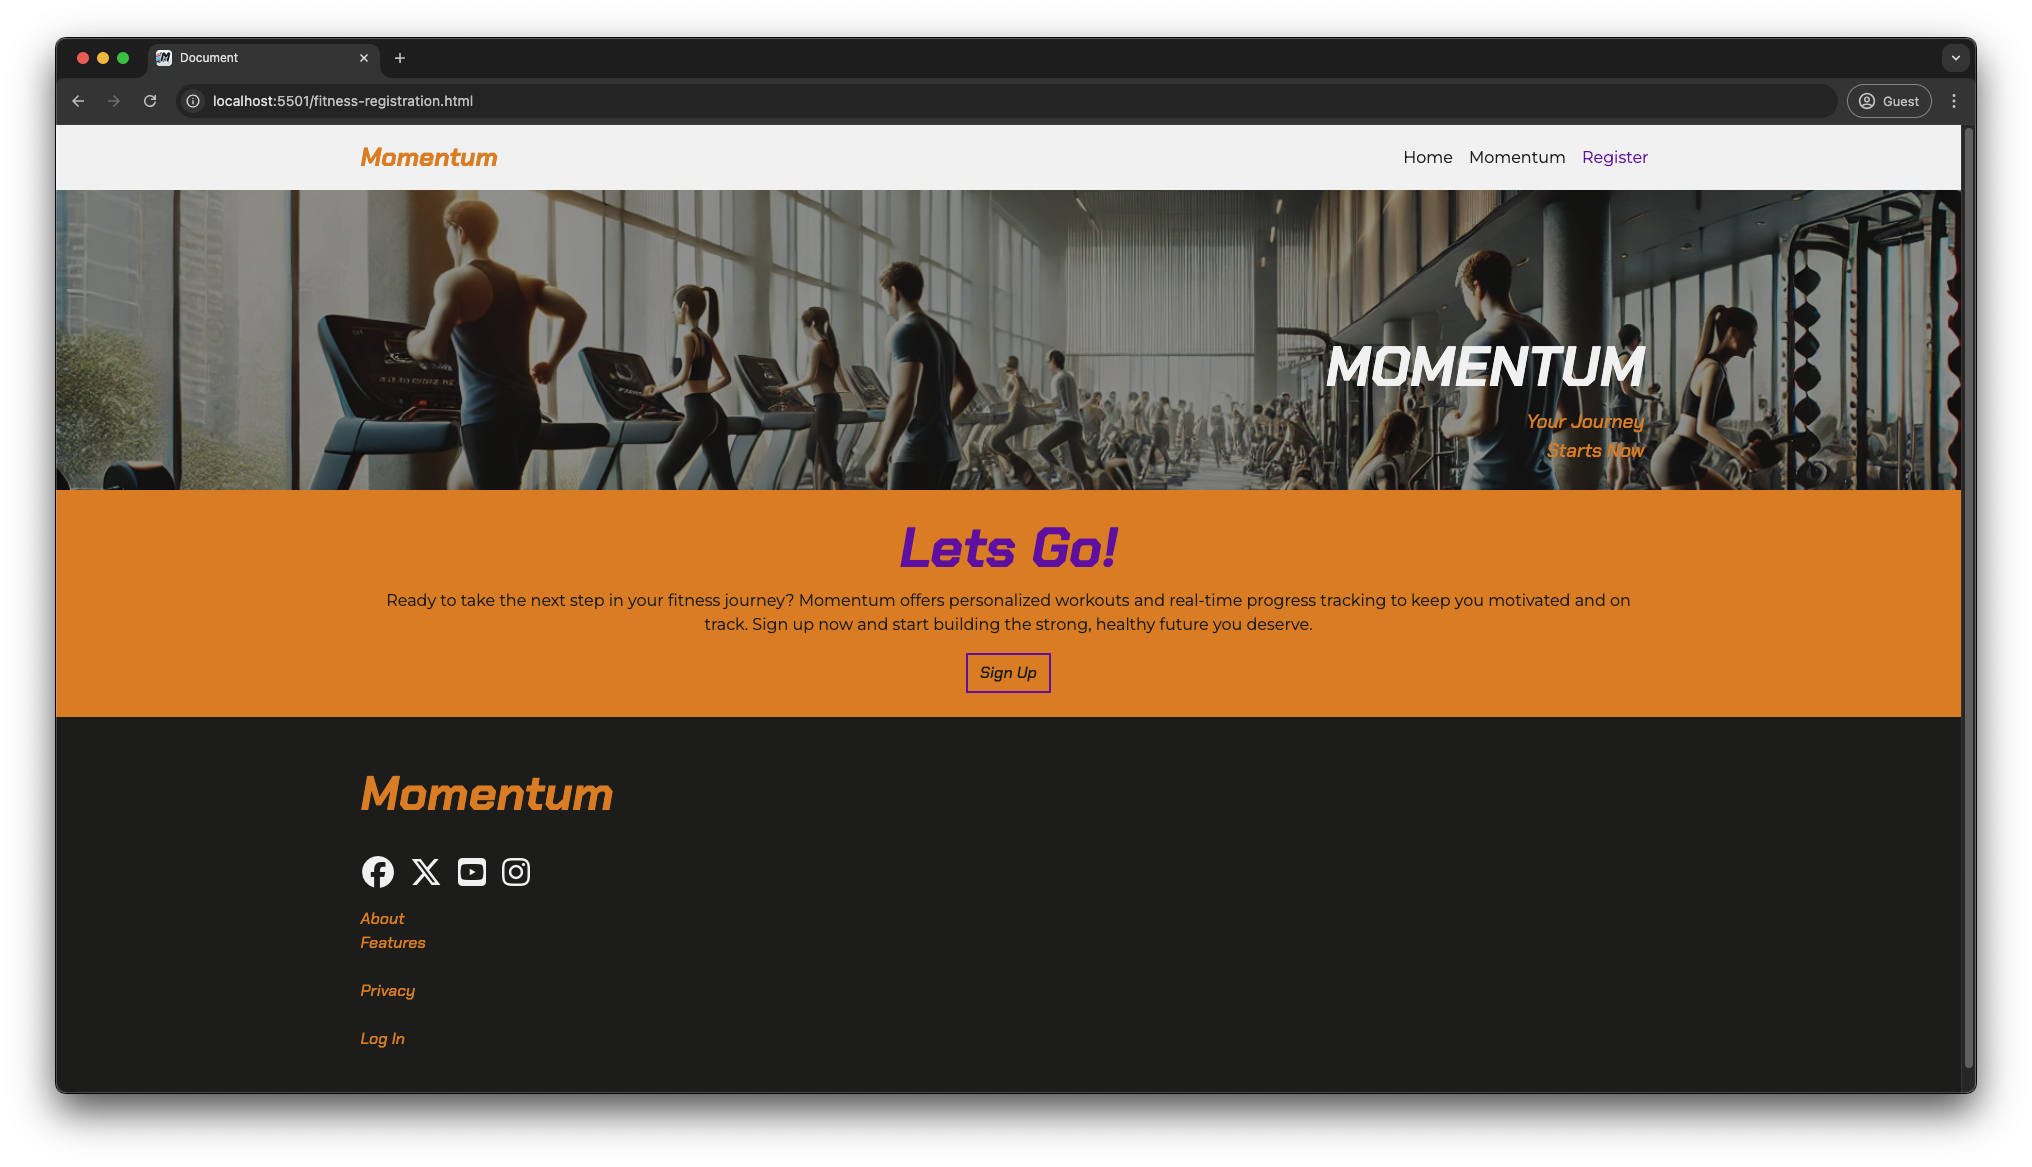 Document
localhost:5501/fitness-registration.html
Guest
Momentum
Home Momentum Register
MOMENTUM
Your Journey
Starts Now
Lets Go!
Ready to take the next step in your fitness journey? Momentum offers personalized workouts and real-time progress tracking to keep you motivated and on
track. Sign up now and start building the strong, healthy future you deserve.
Sign Up
Momentum
About
Features
Privacy
Log In